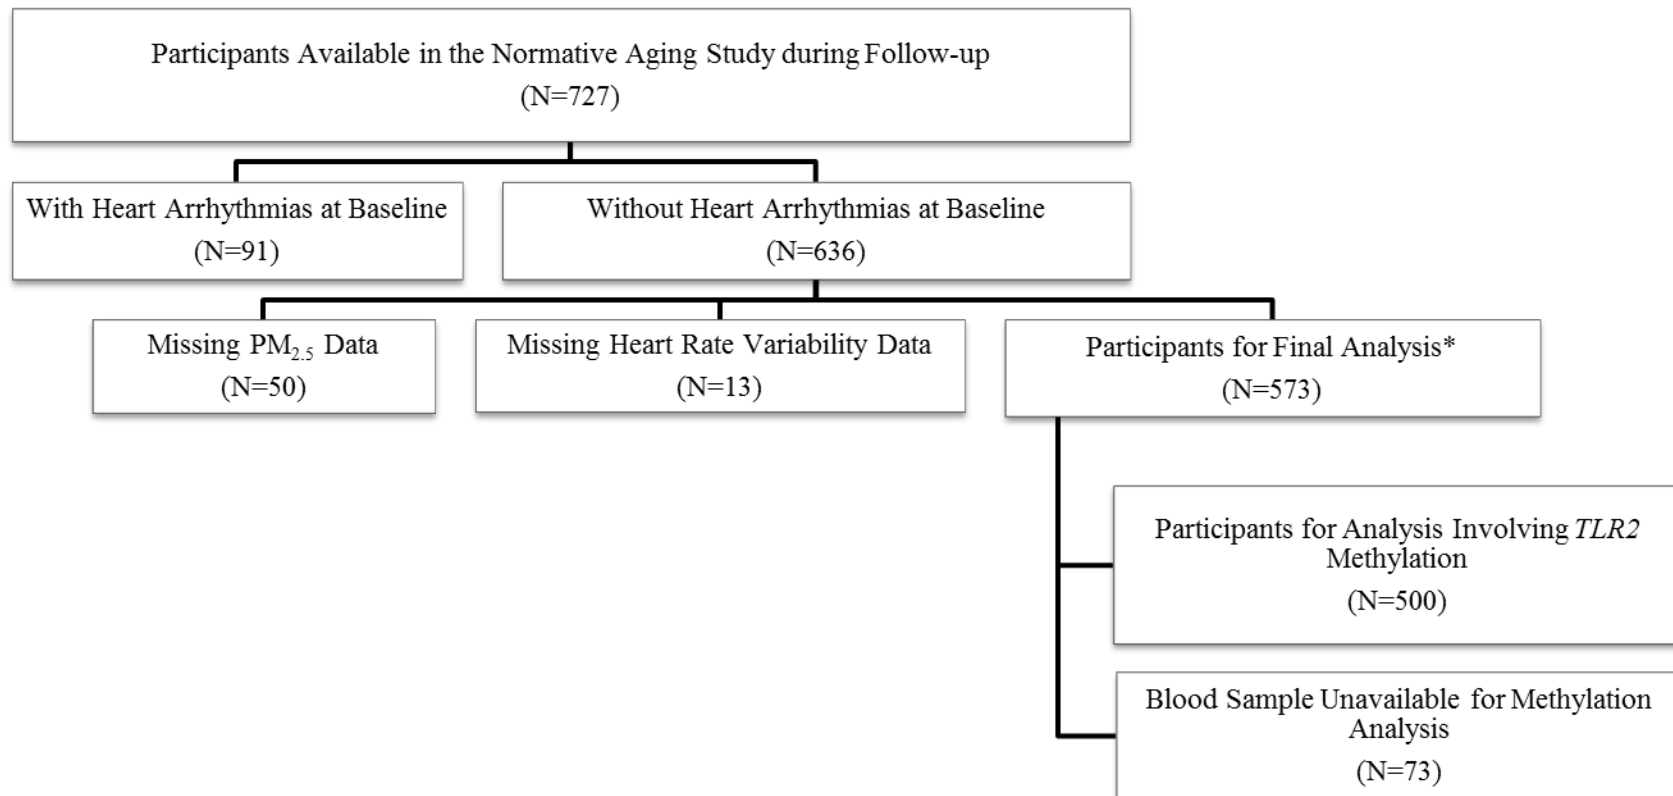 Participants Available in the Normative Aging Study during Follow-up
(N=727)
With Heart Arrhythmias at Baseline
(N=91)
Without Heart Arrhythmias at Baseline
(N=636)
Missing PM2.5 Data
(N=50)
Missing Heart Rate Variability Data
(N=13)
Participants for Final Analysis*
(N=573)
Participants for Analysis Involving TLR2
Methylation
(N=500)
Blood Sample Unavailable for Methylation
Analysis
(N=73)